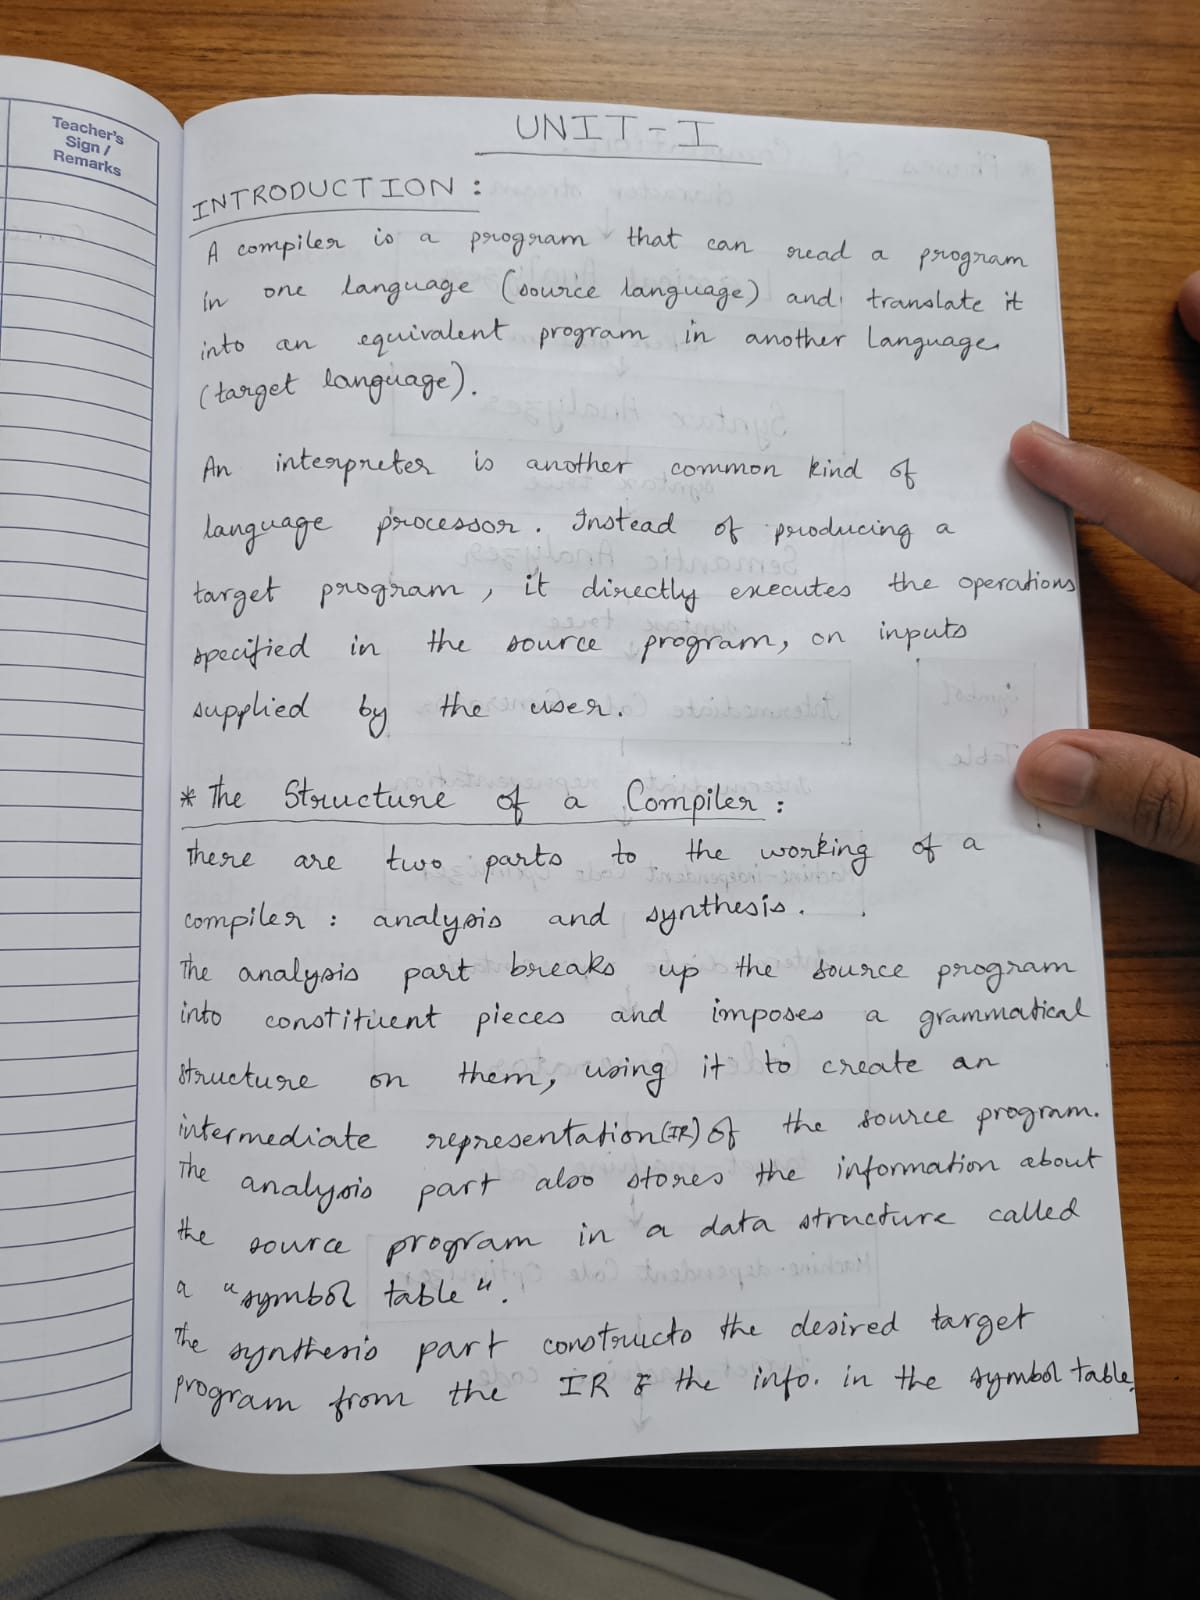 Teacher's
Sign /
Remarks
UNIT-I
INTRODUCTION :
A compiler is a program that can read a program
in one language (source language) and translate it
into an equivalent program in another language
(target language).
An interpreter is another common kind of
language processor. Instead of producing a
target program, it directly executes the operations
specified in the source program, on inputs
supplied by the user.
* The Structure of a Compiler :
There are two parts to the working of a
compiler : analysis and synthesis.
The analysis part breaks up the source program
into constituent pieces and imposes a grammatical
structure on them, using it to create an
intermediate representation(IR) of the source program.
The analysis part also stores the information about
the source program in a data structure called
a "symbol table".
The synthesis part constructs the desired target
program from the IR & the info. in the symbol table.